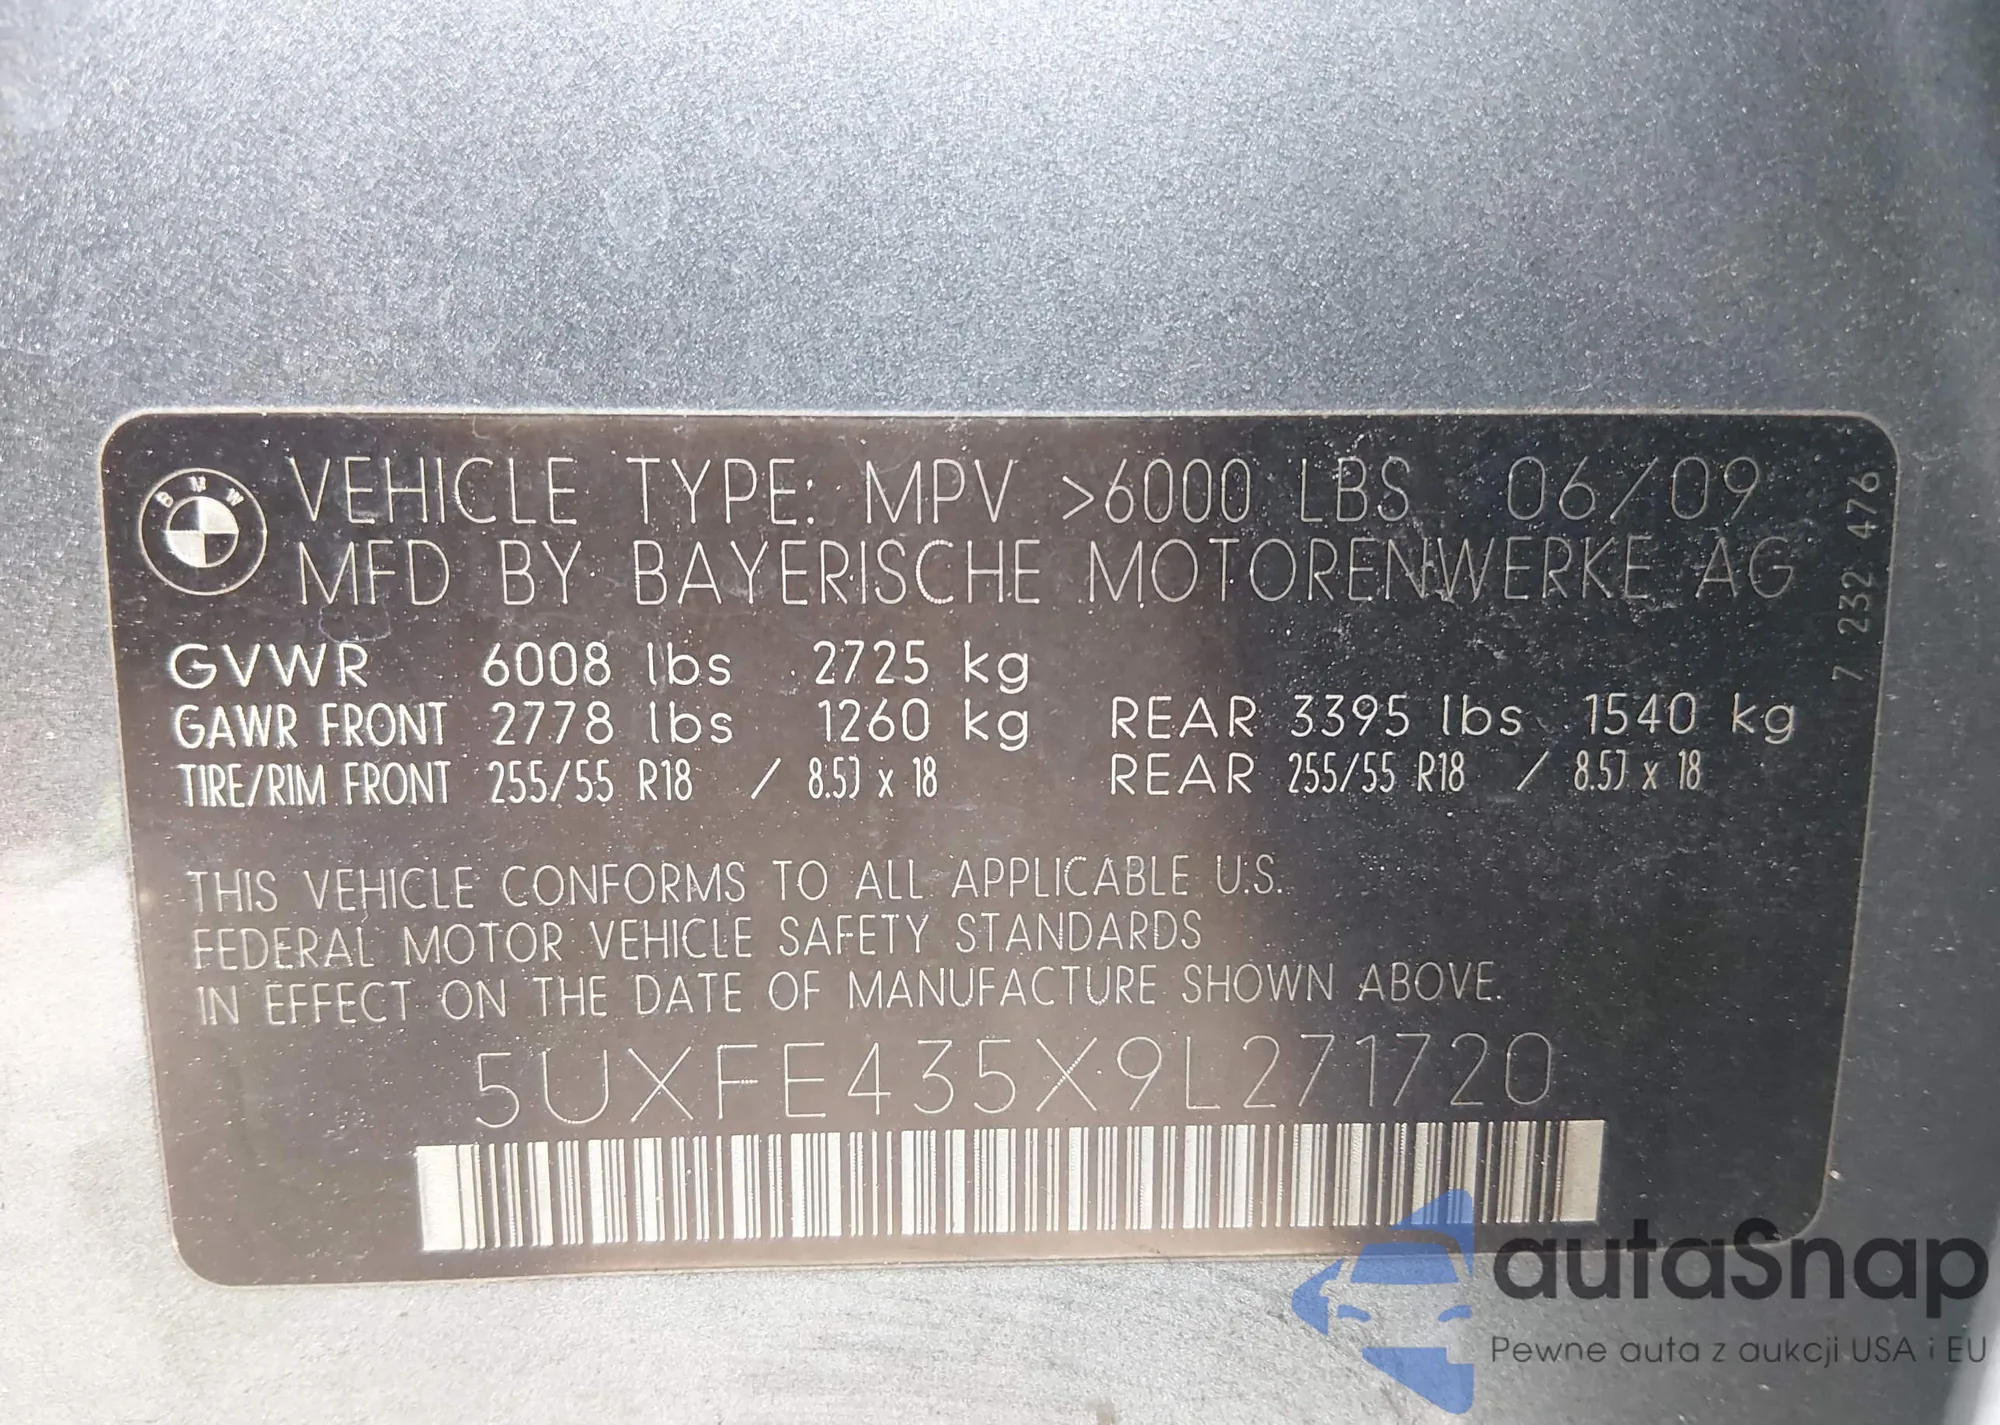 BMW
VEHICLE TYPE: MPV >6000 LBS 06/09
MFD BY BAYERISCHE MOTORENWERKE AG
GVWR 6008 lbs 2725 kg
GAWR FRONT 2778 lbs 1260 kg REAR 3395 lbs 1540 kg
TIRE/RIM FRONT 255/55 R18 / 8.5J x 18 REAR 255/55 R18 / 8.5J x 18
7 232 476
THIS VEHICLE CONFORMS TO ALL APPLICABLE U.S.
FEDERAL MOTOR VEHICLE SAFETY STANDARDS
IN EFFECT ON THE DATE OF MANUFACTURE SHOWN ABOVE.
5UXFE435X9L271720
autaSnap
Pewne auta z aukcji USA i EU